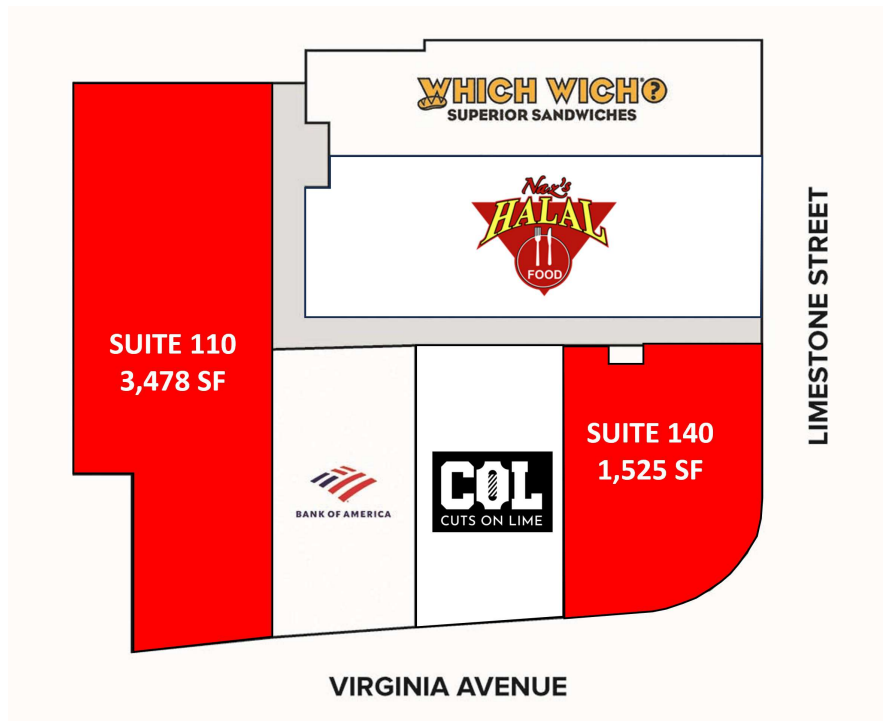 WHICH WICH®?
SUPERIOR SANDWICHES
Naz's
HALAL
FOOD
LIMESTONE STREET
SUITE 110
3,478 SF
SUITE 140
1,525 SF
BANK OF AMERICA
COL
CUTS ON LIME
VIRGINIA AVENUE